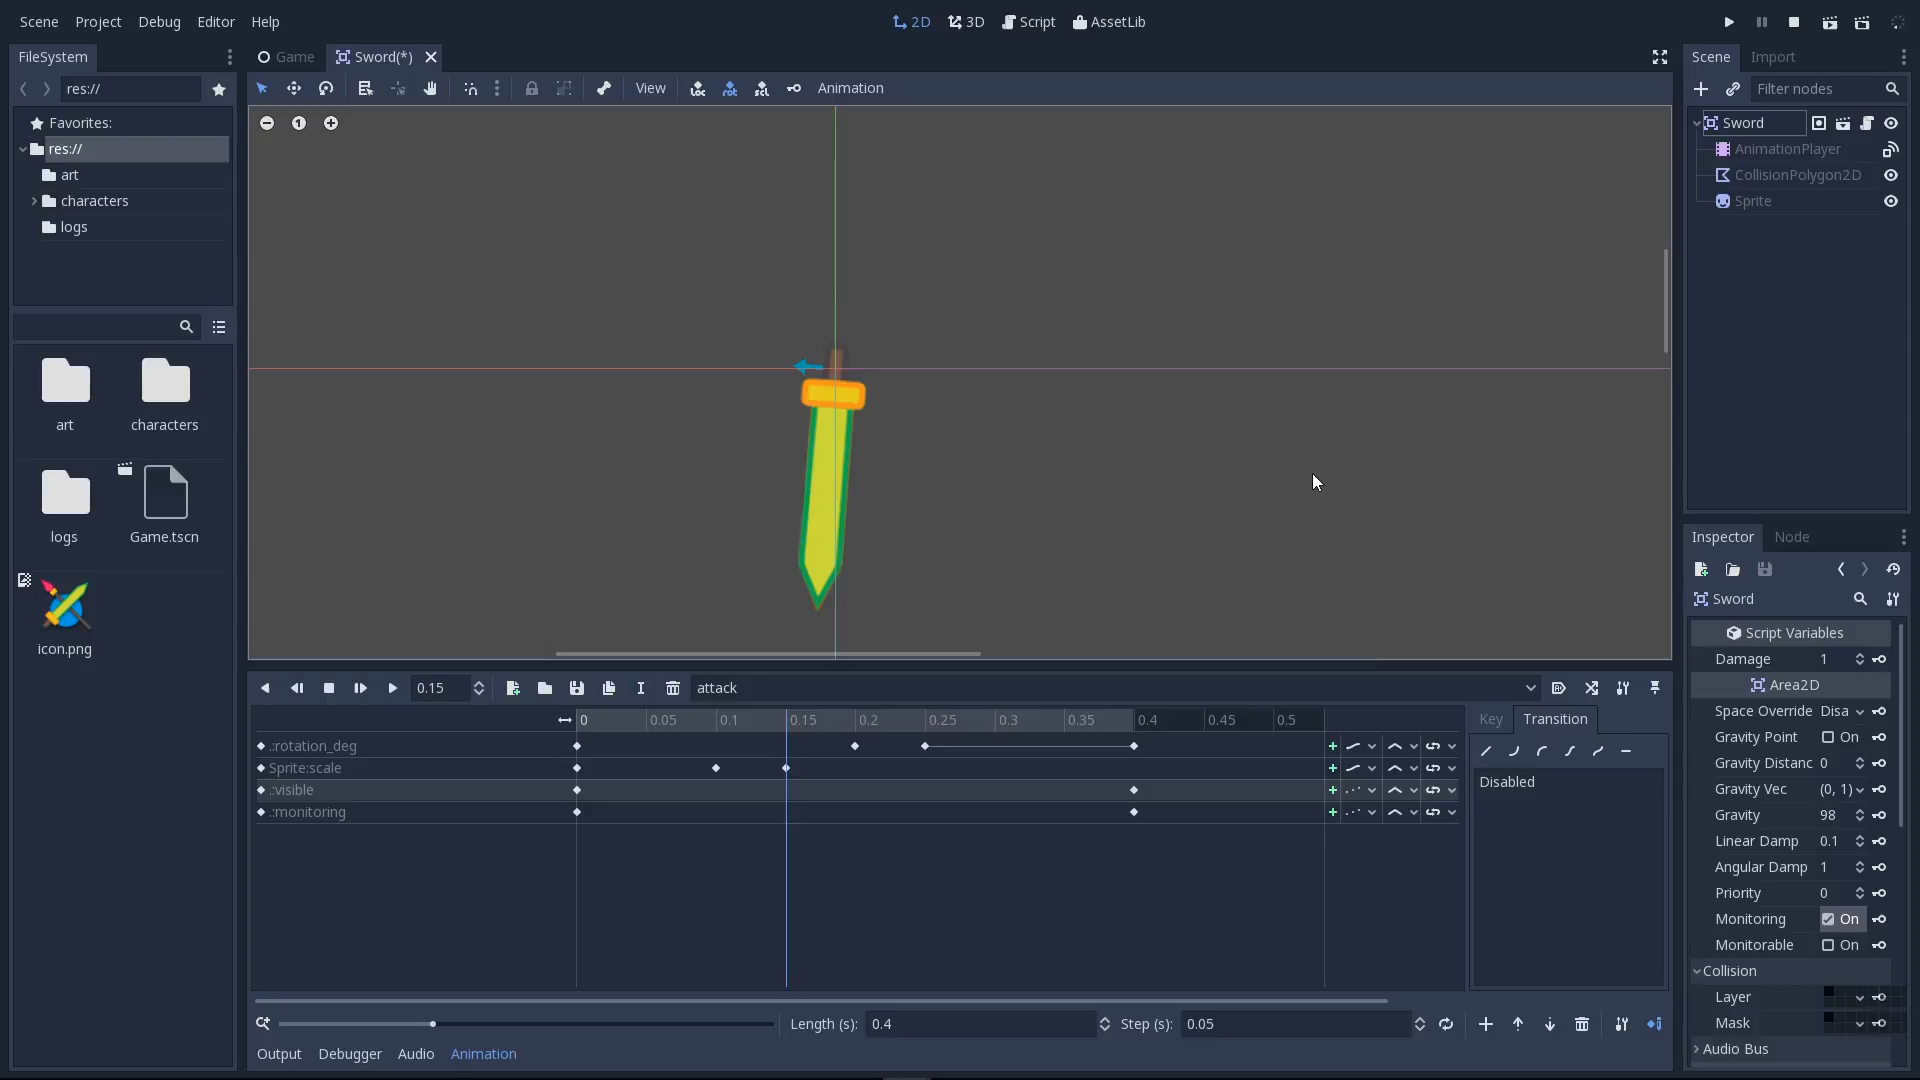 Scene Project Debug Editor Help
2D 3D Script AssetLib
FileSystem
res://
Favorites:
res://
art
characters
logs
art
characters
logs
Game.tscn
icon.png
Game Sword(*)
View Animation
1
0.15 attack
0 0.05 0.1 0.15 0.2 0.25 0.3 0.35 0.4 0.45 0.5
.:rotation_deg
Sprite:scale
.:visible
.:monitoring
Key Transition
Disabled
Length (s): 0.4 Step (s): 0.05
Output Debugger Audio Animation
Scene Import
Filter nodes
Sword
AnimationPlayer
CollisionPolygon2D
Sprite
Inspector Node
Sword
Script Variables
Damage 1
Area2D
Space Override Disa
Gravity Point On
Gravity Distanc 0
Gravity Vec (0, 1)
Gravity 98
Linear Damp 0.1
Angular Damp 1
Priority 0
Monitoring On
Monitorable On
Collision
Layer
Mask
Audio Bus